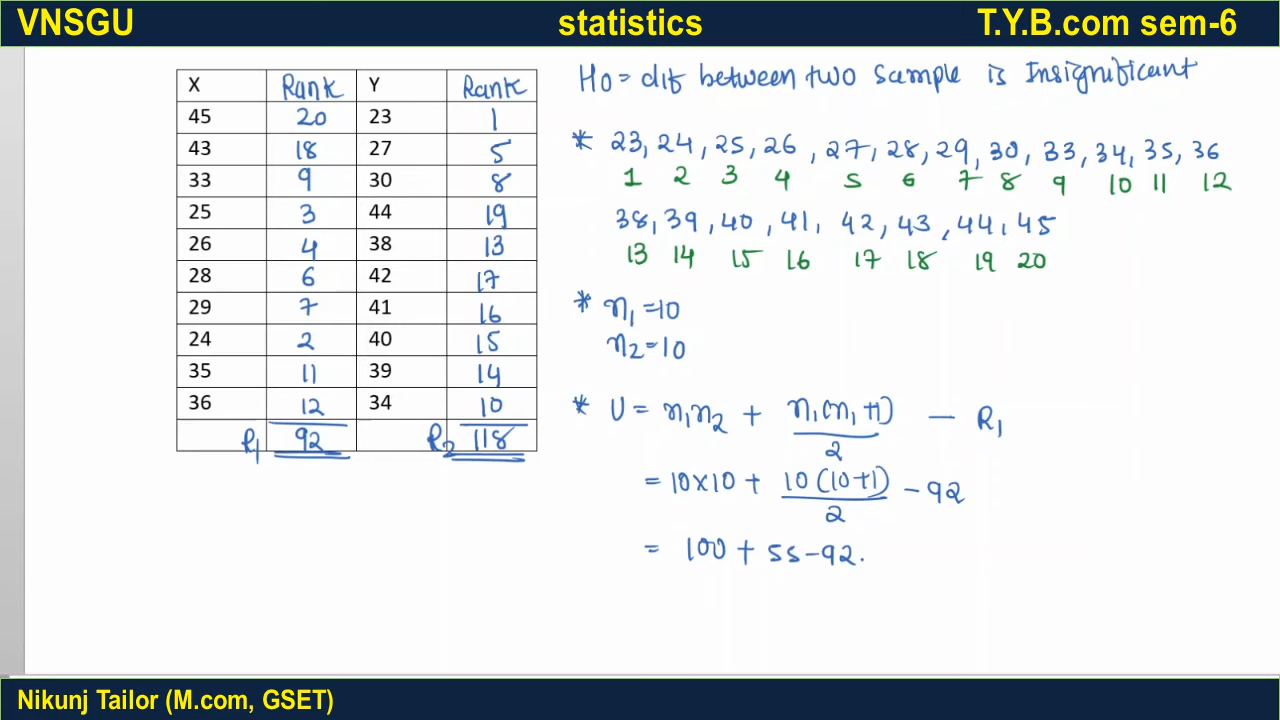 VNSGU statistics T.Y.B.com sem-6
X Rank Y Rank
45 20 23 1
43 18 27 5
33 9 30 8
25 3 44 19
26 4 38 13
28 6 42 17
29 7 41 16
24 2 40 15
35 11 39 14
36 12 34 10
R1 92 R2 118
H0 = dif between two sample is Insignificant
* 23, 24, 25, 26, 27, 28, 29, 30, 33, 34, 35, 36
1 2 3 4 5 6 7 8 9 10 11 12
38, 39, 40, 41, 42, 43, 44, 45
13 14 15 16 17 18 19 20
* n1 = 10
n2 = 10
* U = n1n2 + n1(n1+1)/2 - R1
= 10×10 + 10(10+1)/2 - 92
= 100 + 55 - 92.
Nikunj Tailor (M.com, GSET)